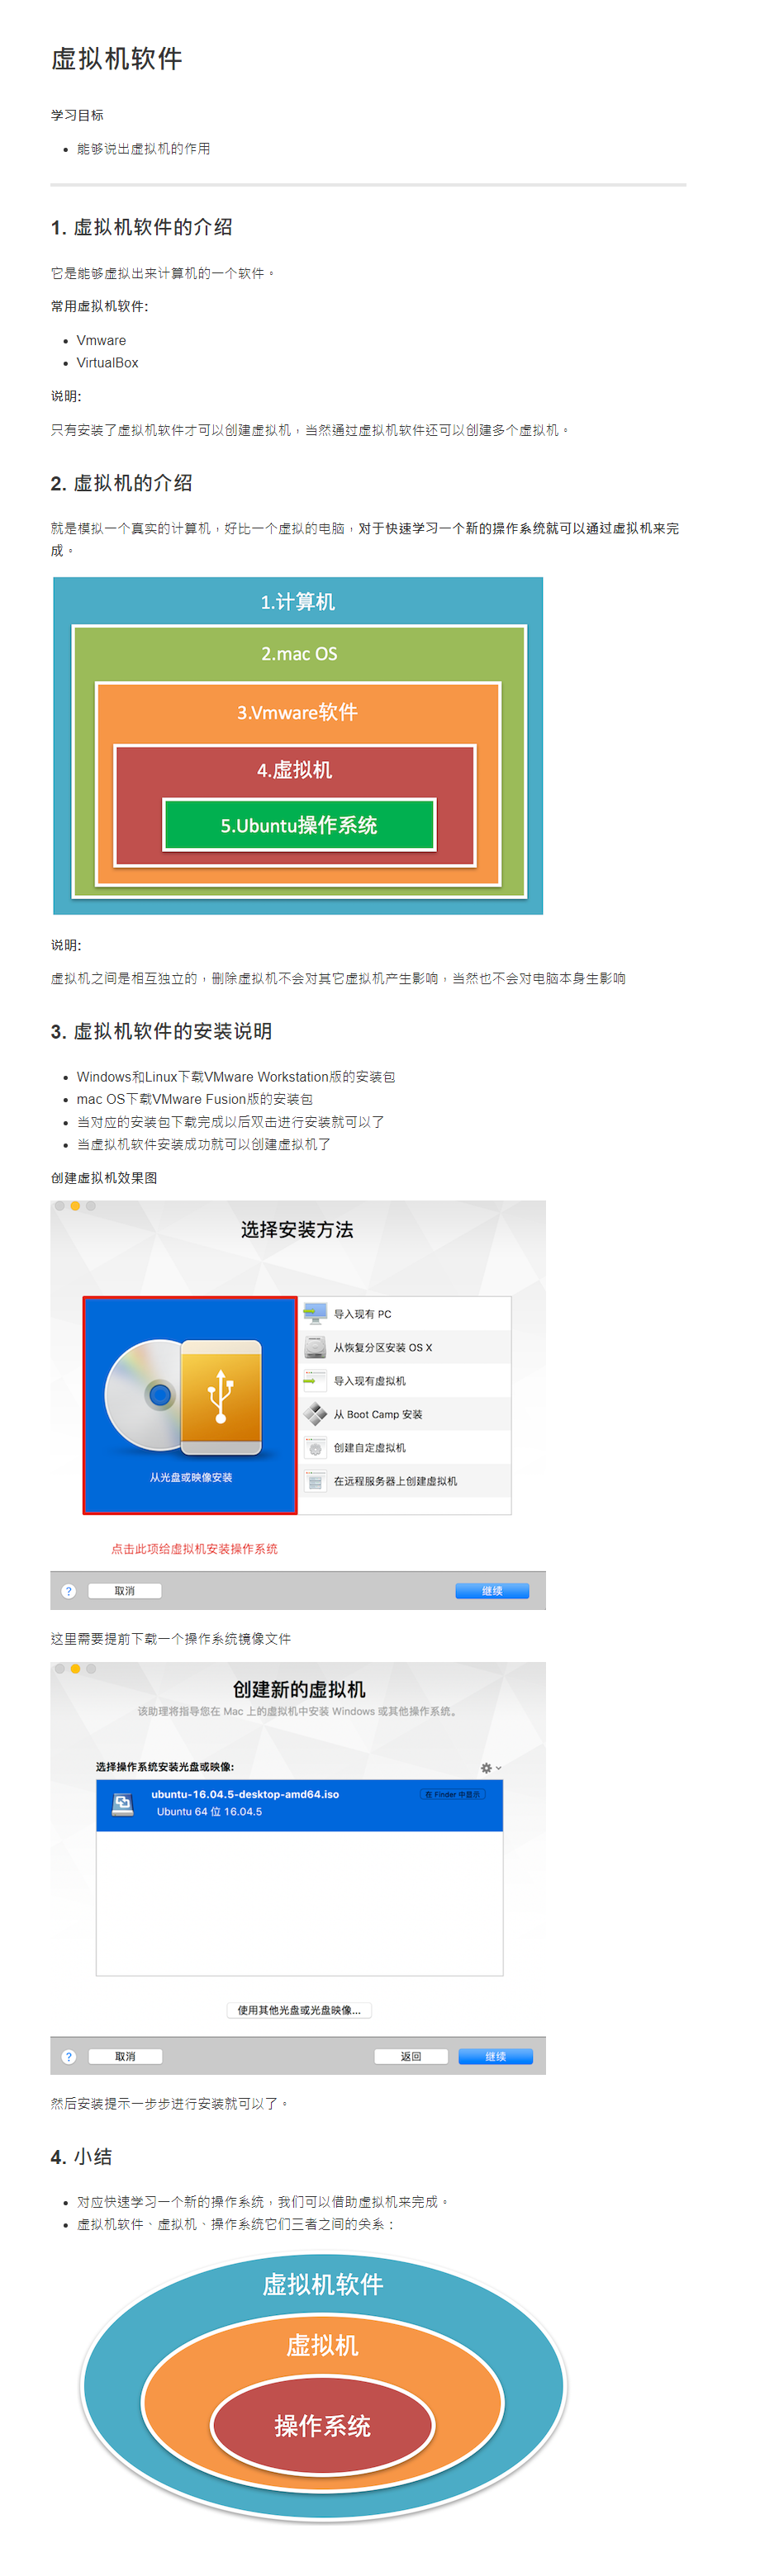 虚拟机软件
学习目标
• 能够说出虚拟机的作用
1. 虚拟机软件的介绍
它是能够虚拟出来计算机的一个软件。
常用虚拟机软件:
• Vmware
• VirtualBox
说明:
只有安装了虚拟机软件才可以创建虚拟机，当然通过虚拟机软件还可以创建多个虚拟机。
2. 虚拟机的介绍
就是模拟一个真实的计算机，好比一个虚拟的电脑，对于快速学习一个新的操作系统就可以通过虚拟机来完
成。
1.计算机
2.mac OS
3.Vmware软件
4.虚拟机
5.Ubuntu操作系统
说明:
虚拟机之间是相互独立的，删除虚拟机不会对其它虚拟机产生影响，当然也不会对电脑本身生影响
3. 虚拟机软件的安装说明
• Windows和Linux下载VMware Workstation版的安装包
• mac OS下载VMware Fusion版的安装包
• 当对应的安装包下载完成以后双击进行安装就可以了
• 当虚拟机软件安装成功就可以创建虚拟机了
创建虚拟机效果图
选择安装方法
导入现有 PC
从恢复分区安装 OS X
导入现有虚拟机
从 Boot Camp 安装
创建自定虚拟机
从光盘或映像安装
在远程服务器上创建虚拟机
点击此项给虚拟机安装操作系统
? 取消 继续
这里需要提前下载一个操作系统镜像文件
创建新的虚拟机
该助理将指导您在 Mac 上的虚拟机中安装 Windows 或其他操作系统。
选择操作系统安装光盘或映像:
ubuntu-16.04.5-desktop-amd64.iso 在 Finder 中显示
Ubuntu 64 位 16.04.5
使用其他光盘或光盘映像...
? 取消 返回 继续
然后安装提示一步步进行安装就可以了。
4. 小结
• 对应快速学习一个新的操作系统，我们可以借助虚拟机来完成。
• 虚拟机软件、虚拟机、操作系统它们三者之间的关系：
虚拟机软件
虚拟机
操作系统